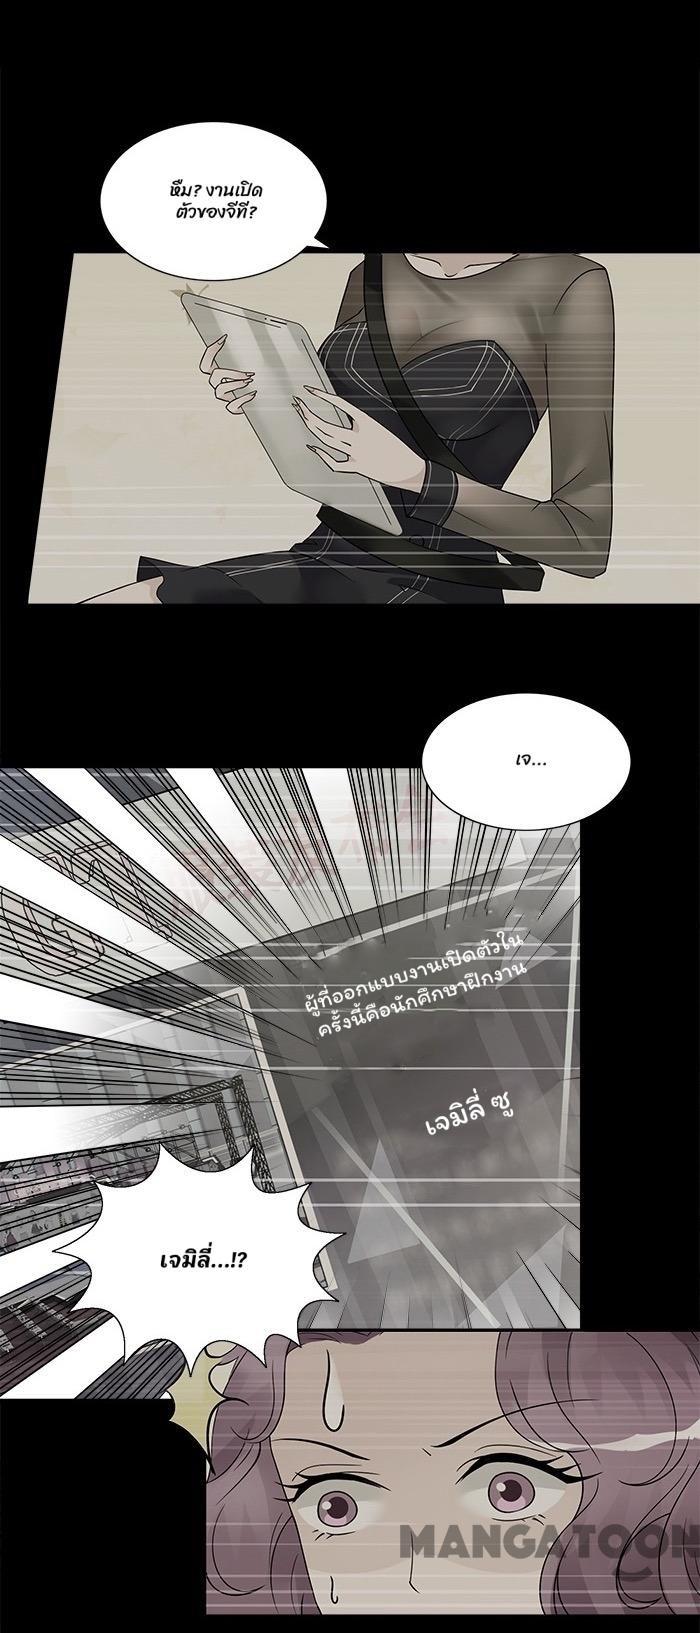 หืม? งานเปิด
ตัวของจีที?
เจ...
ผู้ที่ออกแบบงานเปิดตัวใน
ครั้งนี้คือนักศึกษาฝึกงาน
เจมิลี่ ซู
เจมิลี่...!?
MANGATOON